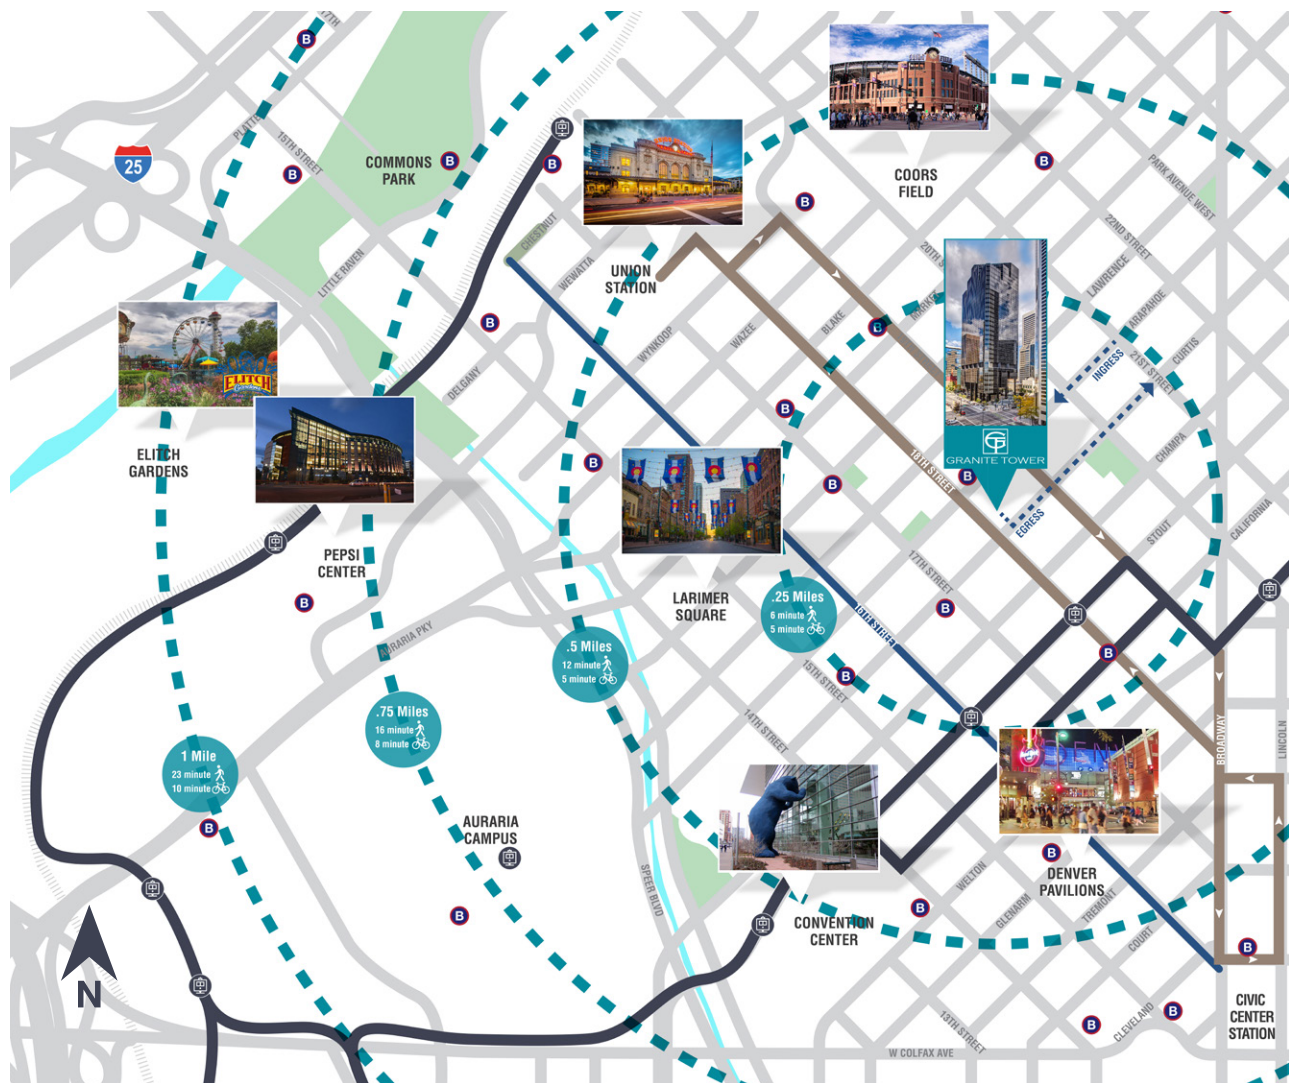 17TH
B
B
B
B
B
B
PLATTE
15TH STREET
25
COMMONS
PARK
COORS
FIELD
PARK AVENUE WEST
22ND STREET
20TH
CHESTNUT
WEWATTA
UNION
STATION
LITTLE RAVEN
LAWRENCE
ARAPAHOE
MARKET
BLAKE
WAZEE
WYNKOOP
21ST STREET
CURTIS
INGRESS
B
B
DELGANY
ELITCH
GARDENS
ELITCH
GARDENS
B
B
B
B
18TH STREET
GT
GRANITE TOWER
CHAMPA
CALIFORNIA
STOUT
EGRESS
PEPSI
CENTER
17TH STREET
LARIMER
SQUARE
.25 Miles
6 minute
5 minute
B
B
16TH STREET
AURARIA PKY
.5 Miles
12 minute
5 minute
15TH STREET
B
B
.75 Miles
16 minute
8 minute
14TH STREET
1 Mile
23 minute
10 minute
BROADWAY
LINCOLN
B
AURARIA
CAMPUS
SPEER BLVD
B
DENVER
PAVILIONS
WELTON
GLENARM
TREMONT
COURT
B
B
CONVENTION
CENTER
B
N
CIVIC
CENTER
STATION
CLEVELAND
B
B
13TH STREET
W COLFAX AVE